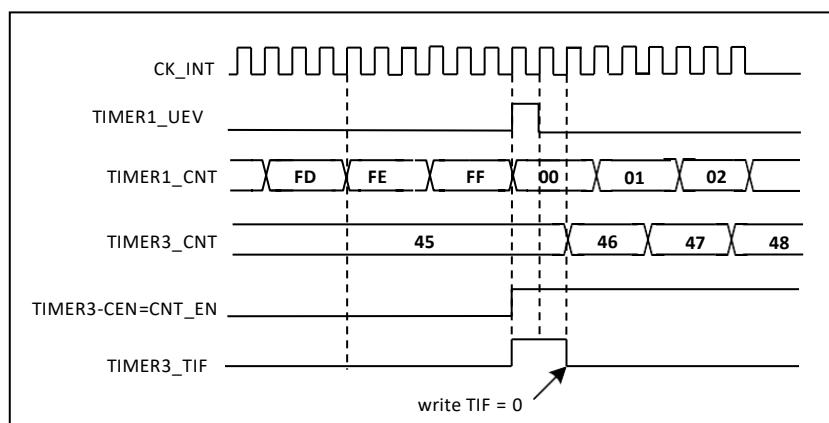 CK_INT
TIMER1_UEV
TIMER1_CNT FD FE FF 00 01 02
TIMER3_CNT 45 46 47 48
TIMER3-CEN=CNT_EN
TIMER3_TIF
write TIF = 0